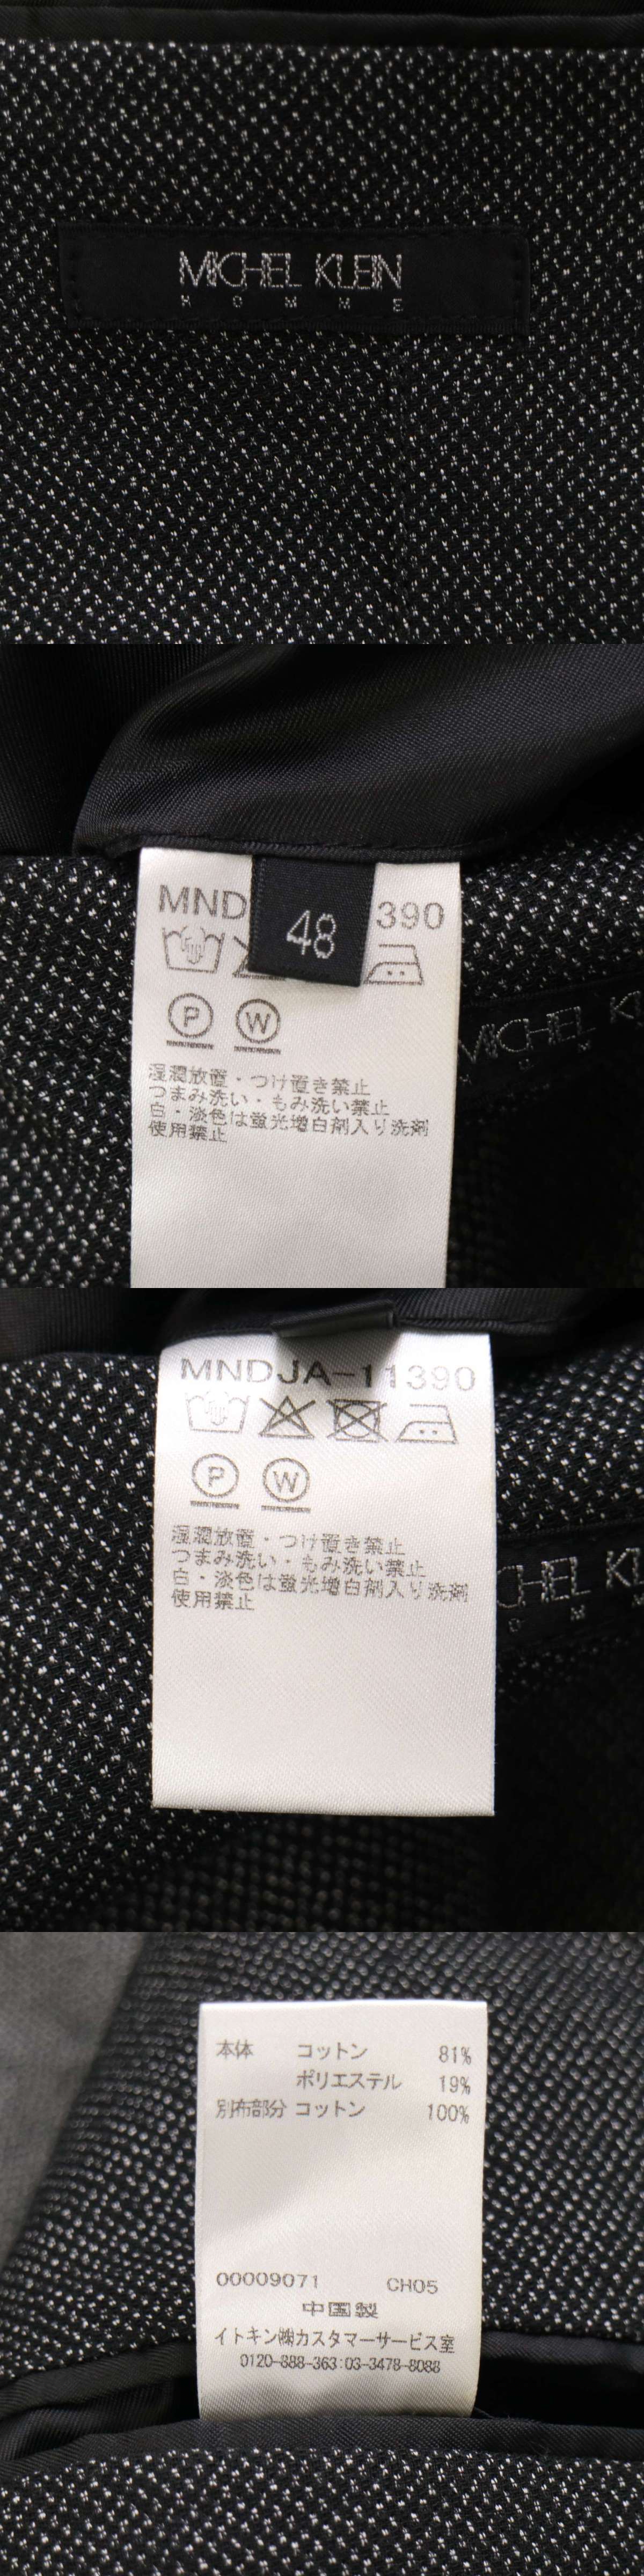 MICHEL KLEIN
HOMME
MND
390
48
P
W
MICHEL KL
湿潤放置・つけ置き禁止
つまみ洗い・もみ洗い禁止
白・淡色は蛍光増白剤入り洗剤
使用禁止
MNDJA-11390
P
W
湿潤放置・つけ置き禁止
つまみ洗い・もみ洗い禁止
白・淡色は蛍光増白剤入り洗剤
使用禁止
CHEL KL
O M M
本体 コットン 81%
ポリエステル 19%
別布部分 コットン 100%
00009071 CH05
中国製
イトキン㈱カスタマーサービス室
0120-888-363:03-3478-8088